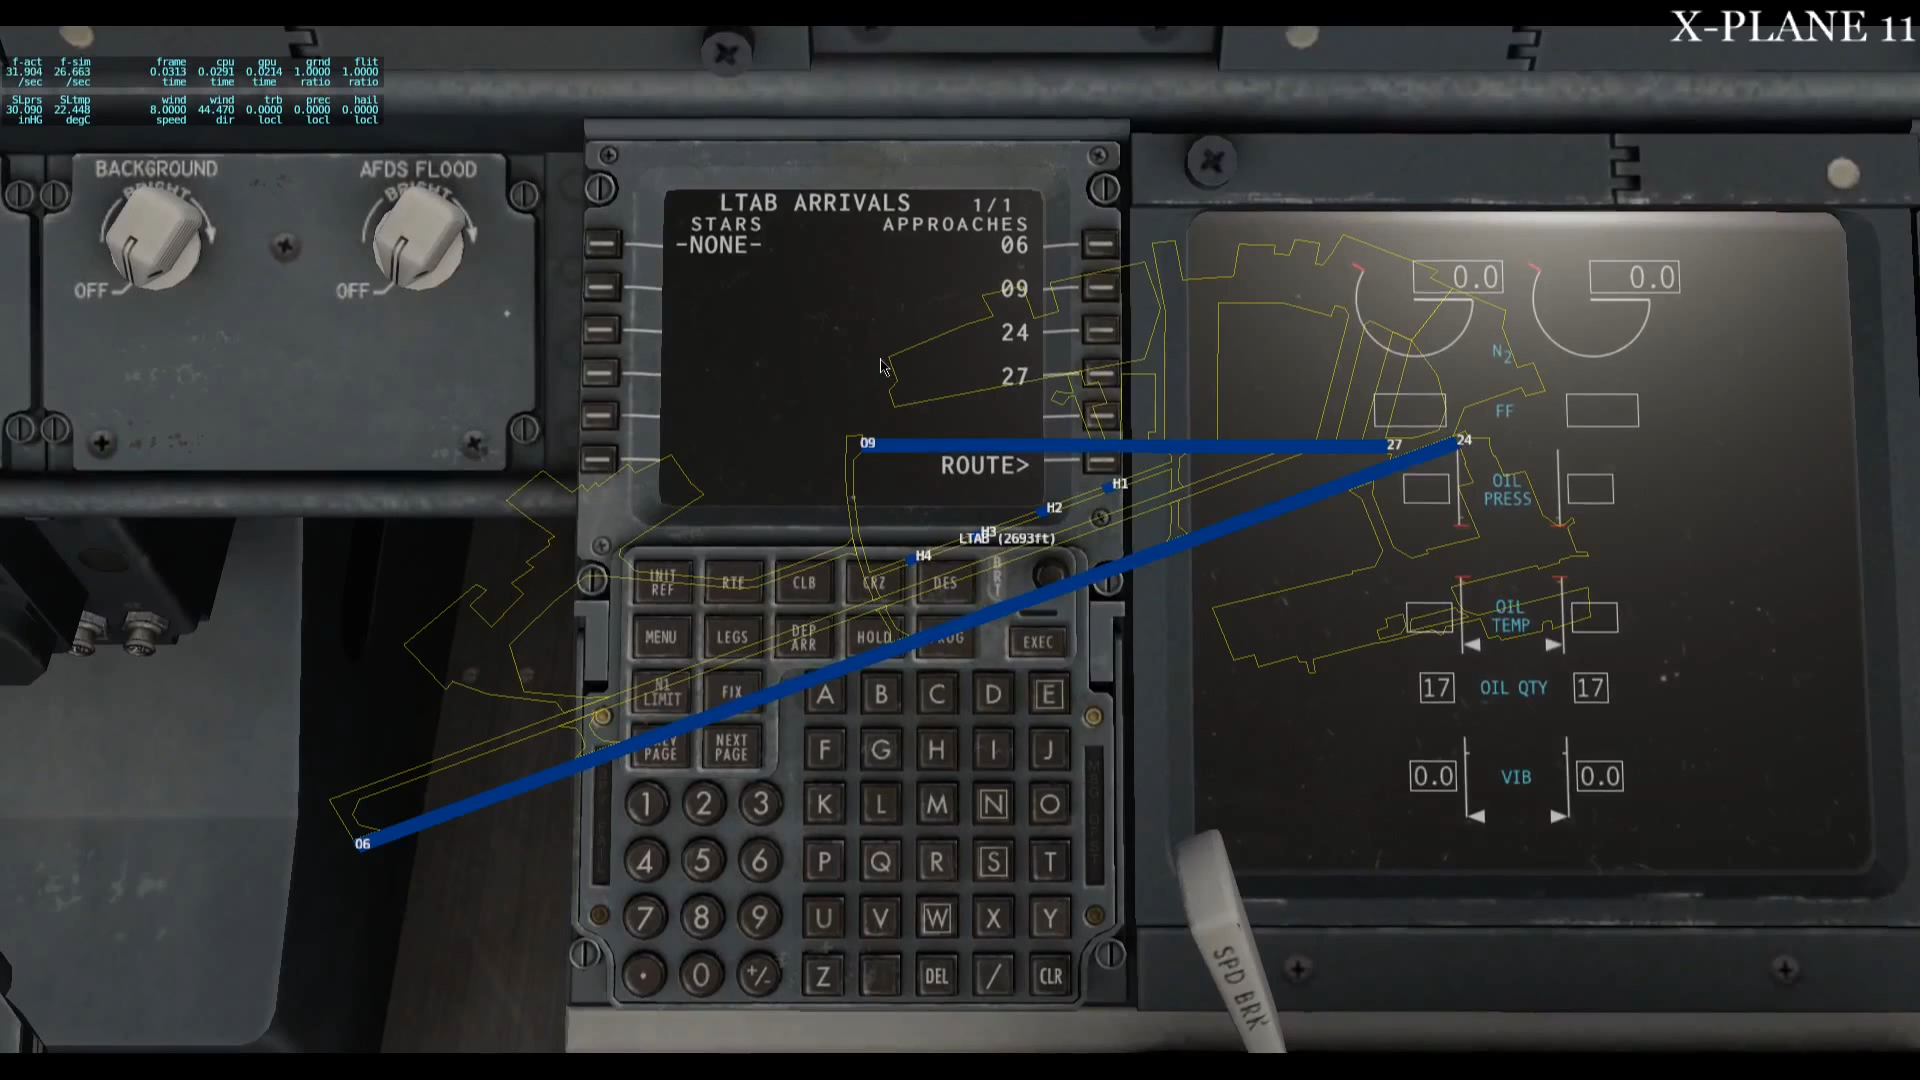 X-PLANE 11
f-act f-sim frame cpu gpu grnd flit
31.904 26.663 0.0313 0.0291 0.0214 1.0000 1.0000
/sec /sec time time time ratio ratio
SLprs SLtmp wind wind trb prec hail
30.090 22.448 8.0000 44.470 0.0000 0.0000 0.0000
inHG degC speed dir locl locl locl
BACKGROUND
BRIGHT
OFF
AFDS FLOOD
BRIGHT
OFF
LTAB ARRIVALS 1/1
STARS APPROACHES
-NONE- 06
09
24
27
ROUTE>
09
27
24
06
H1
H2
H3
H4
LTAB (2693ft)
BRT
INIT REF RTE CLB CRZ DES
MENU LEGS DEP ARR HOLD EXEC
N1 LIMIT FIX
PAGE NEXT PAGE
A B C D E
F G H I J
K L M N O
P Q R S T
U V W X Y
Z DEL / CLR
1 2 3
4 5 6
7 8 9
. 0 +/-
0.0 0.0
N2
FF
OIL PRESS
OIL TEMP
17 OIL QTY 17
0.0 VIB 0.0
SPD BRK